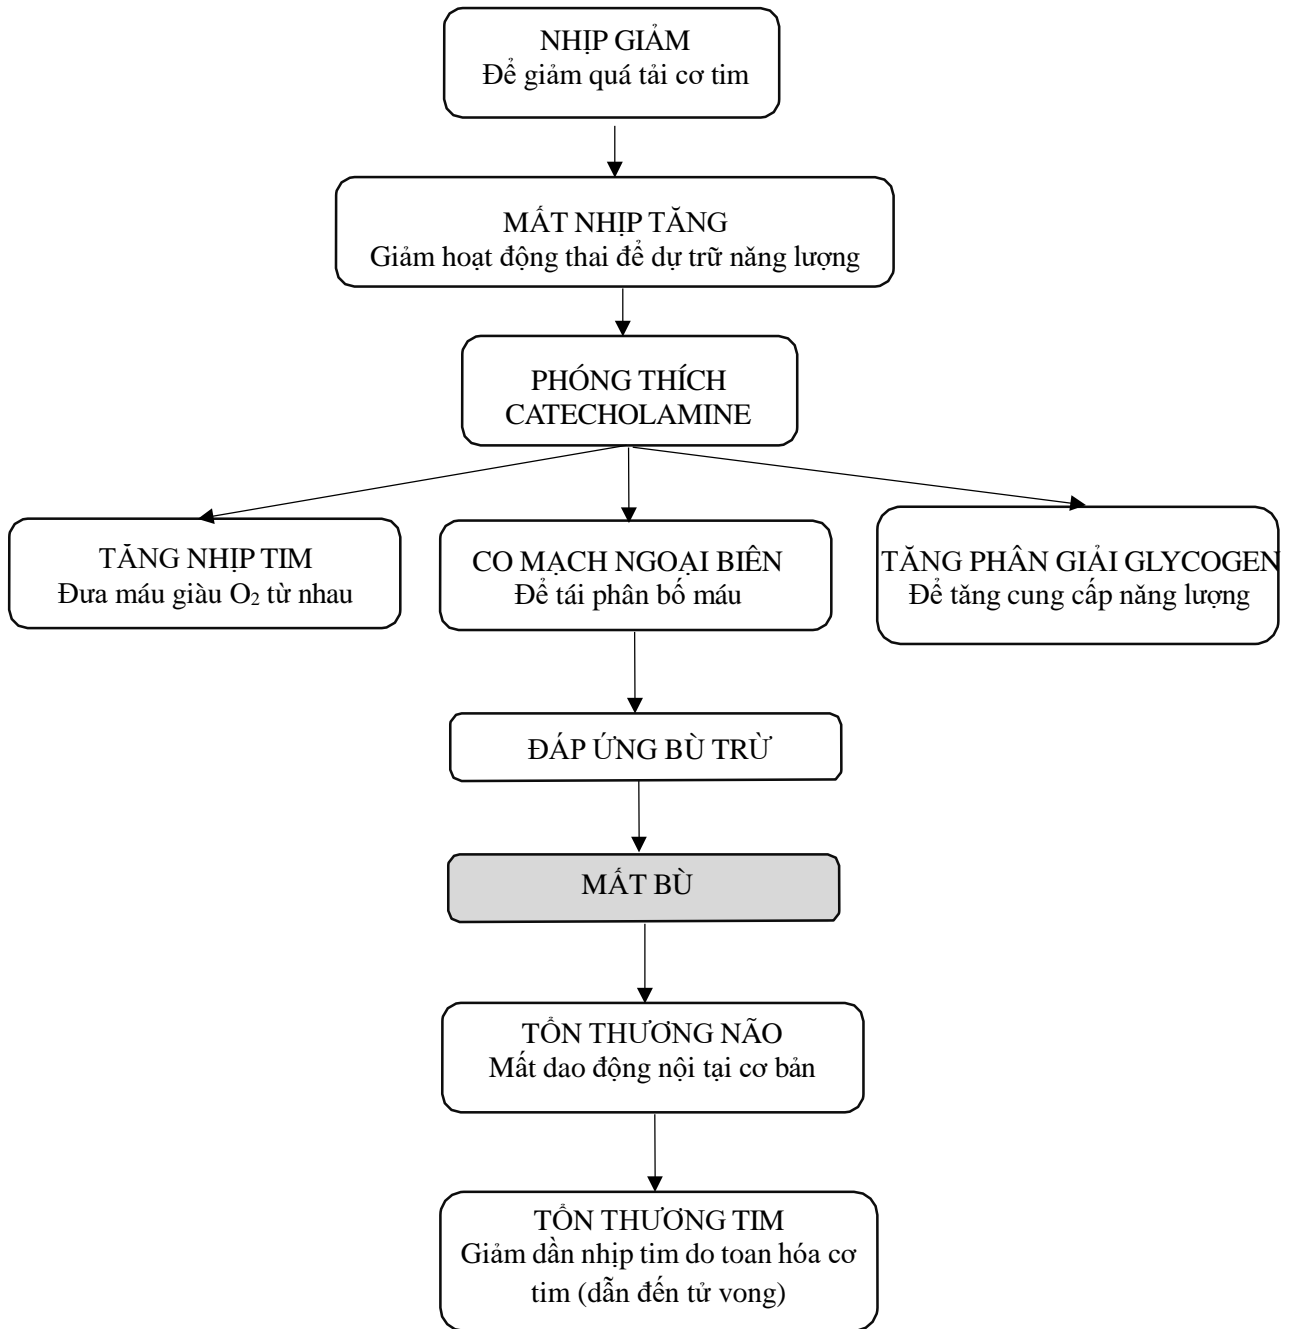 NHỊP GIẢM
Để giảm quá tải cơ tim
MẤT NHỊP TĂNG
Giảm hoạt động thai để dự trữ năng lượng
PHÓNG THÍCH
CATECHOLAMINE
TĂNG NHỊP TIM
Đưa máu giàu O₂ từ nhau
CO MẠCH NGOẠI BIÊN
Để tái phân bố máu
TĂNG PHÂN GIẢI GLYCOGEN
Để tăng cung cấp năng lượng
ĐÁP ỨNG BÙ TRỪ
MẤT BÙ
TỔN THƯƠNG NÃO
Mất dao động nội tại cơ bản
TỔN THƯƠNG TIM
Giảm dần nhịp tim do toan hóa cơ
tim (dẫn đến tử vong)